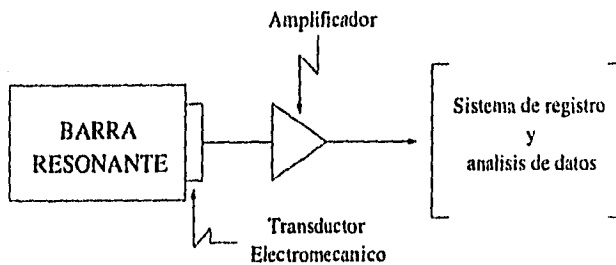 Amplificador
BARRA
RESONANTE
Sistema de registro
y
analisis de datos
Transductor
Electromecanico